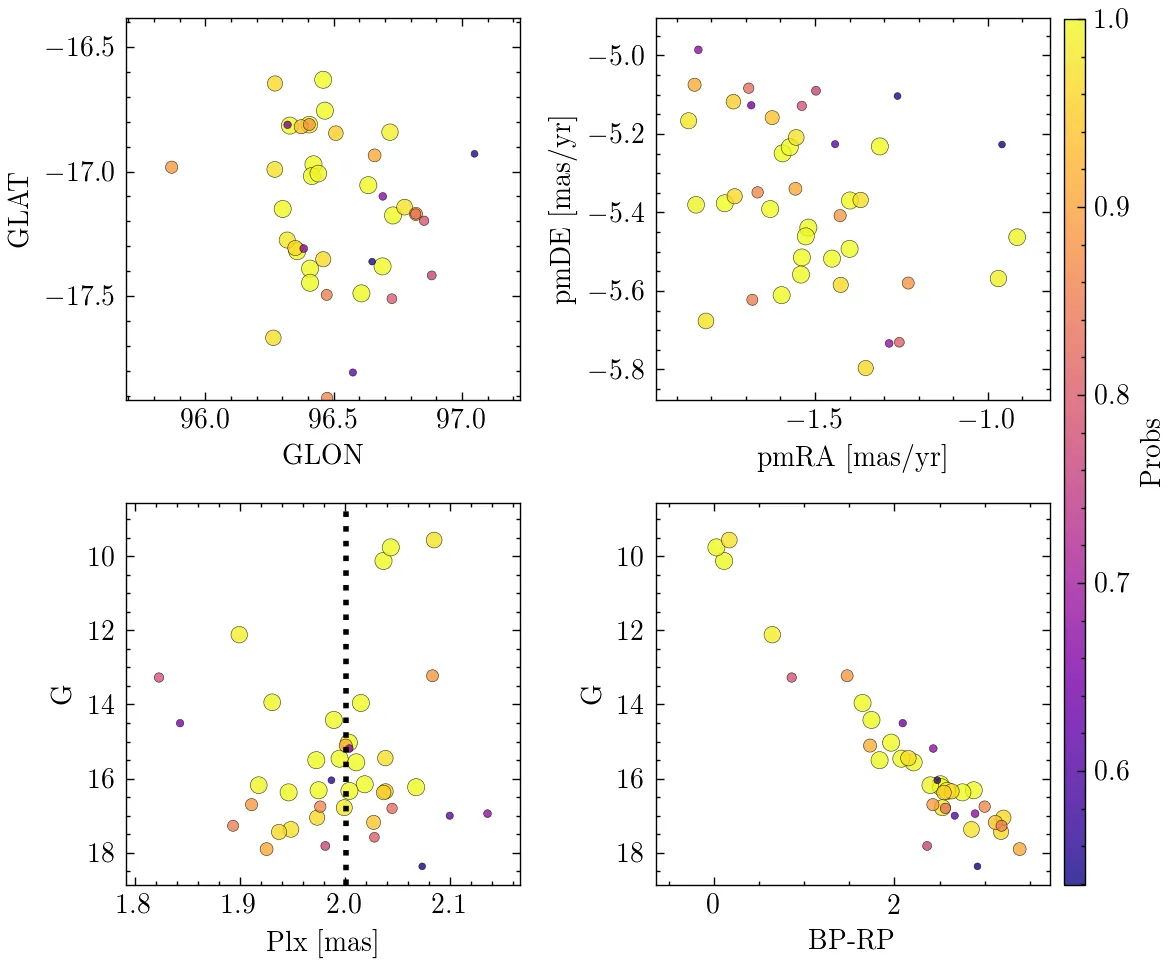 −16.5
−17.0
−17.5
GLAT
96.0 96.5 97.0
GLON
−5.0
−5.2
−5.4
−5.6
−5.8
pmDE [mas/yr]
−1.5 −1.0
pmRA [mas/yr]
10
12
14
16
18
G
1.8 1.9 2.0 2.1
Plx [mas]
10
12
14
16
18
G
0 2
BP-RP
1.0
0.9
0.8
0.7
0.6
Probs